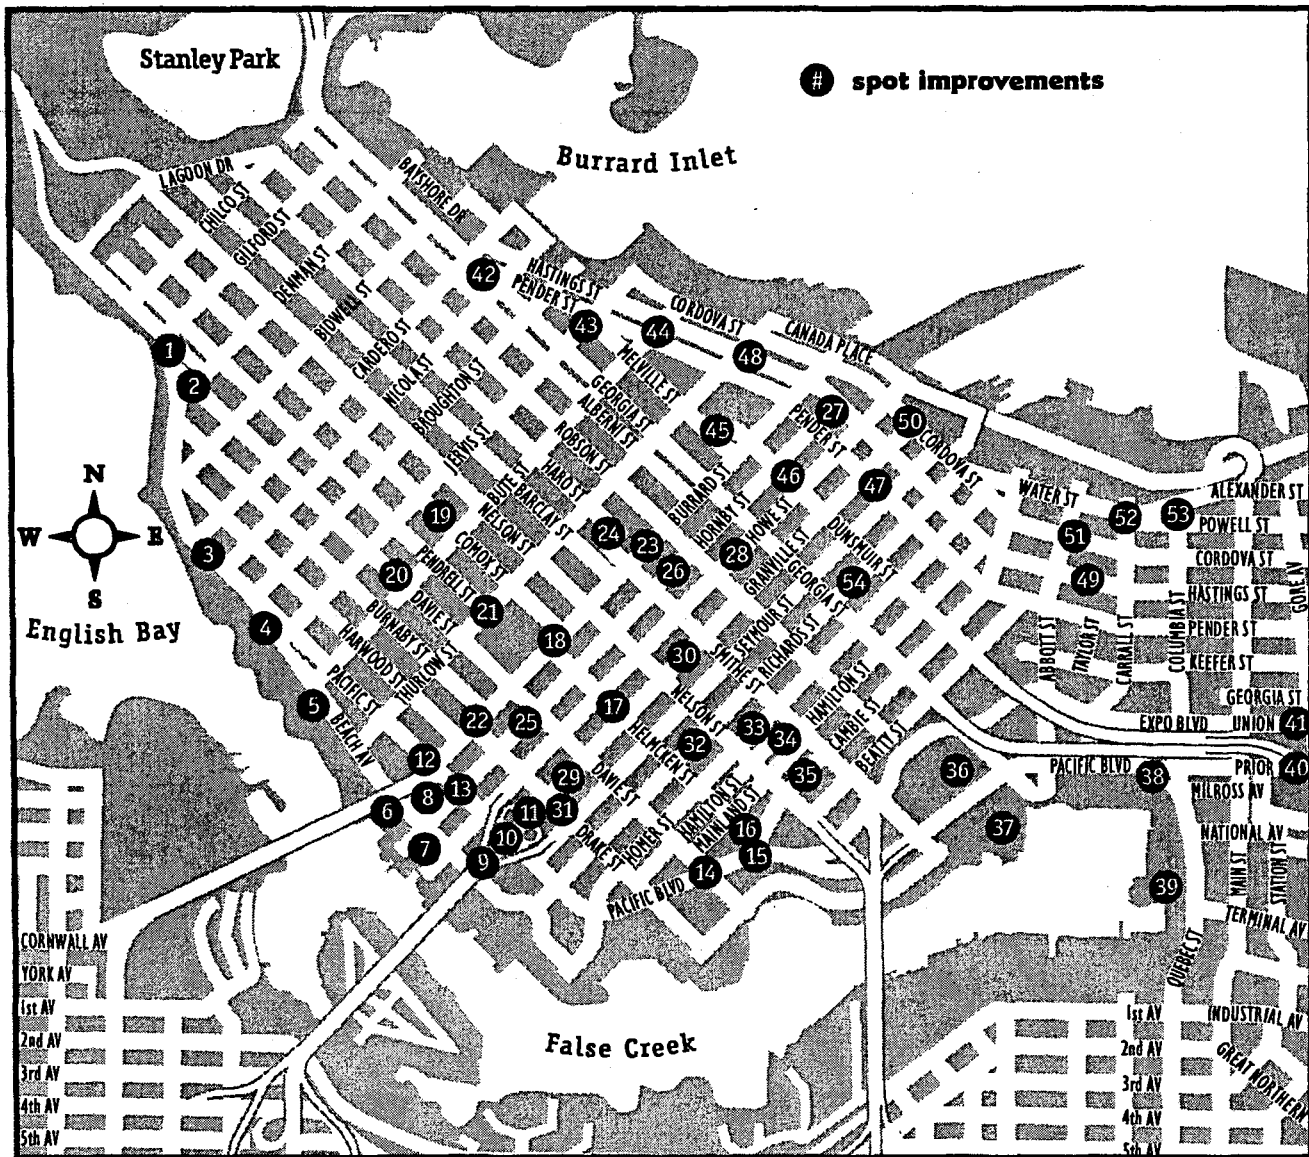 Stanley Park
# spot improvements
Burrard Inlet
LAGOON DR
CHILCO ST
GILFORD ST
DENMAN ST
BIDWELL ST
CARDERO ST
NICOLA ST
BROUGHTON ST
JERVIS ST
BUTE ST
BAYSHORE DR
42
HASTINGS ST
PENDER ST
43
44
CORDOVA ST
48
CANADA PLACE
MELVILLE ST
GEORGIA ST
ALBERNI ST
ROBSON ST
HARO ST
BARCLAY ST
NELSON ST
COMOX ST
PENDRELL ST
DAVIE ST
BURNABY ST
HARWOOD ST
PACIFIC ST
BEACH AV
THURLOW ST
1
2
3
4
5
N
W
E
S
English Bay
19
20
21
18
22
25
17
45
27
PENDER ST
50
CORDOVA ST
46
47
BURRARD ST
HORNBY ST
HOWE ST
GRANVILLE ST
SEYMOUR ST
RICHARDS ST
DUNSMUIR ST
GEORGIA ST
24
23
26
28
54
30
SMITHE ST
NELSON ST
HELMCKEN ST
DAVIE ST
DRAKE ST
HOMER ST
HAMILTON ST
MAINLAND ST
HAMILTON ST
CAMBIE ST
BEATTY ST
32
33
34
35
36
37
12
13
8
6
7
29
31
11
10
9
16
15
14
PACIFIC BLVD
WATER ST
51
52
53
49
ALEXANDER ST
POWELL ST
CORDOVA ST
HASTINGS ST
PENDER ST
KEEFER ST
GEORGIA ST
GORE AV
ABBOTT ST
TAYLOR ST
CARRALL ST
COLUMBIA ST
EXPO BLVD
UNION
41
PACIFIC BLVD
38
PRIOR
40
MILROSS AV
NATIONAL AV
MAIN ST
STATION ST
39
TERMINAL AV
QUEBEC ST
INDUSTRIAL AV
GREAT NORTHERN
1st AV
2nd AV
3rd AV
4th AV
5th AV
False Creek
CORNWALL AV
YORK AV
1st AV
2nd AV
3rd AV
4th AV
5th AV